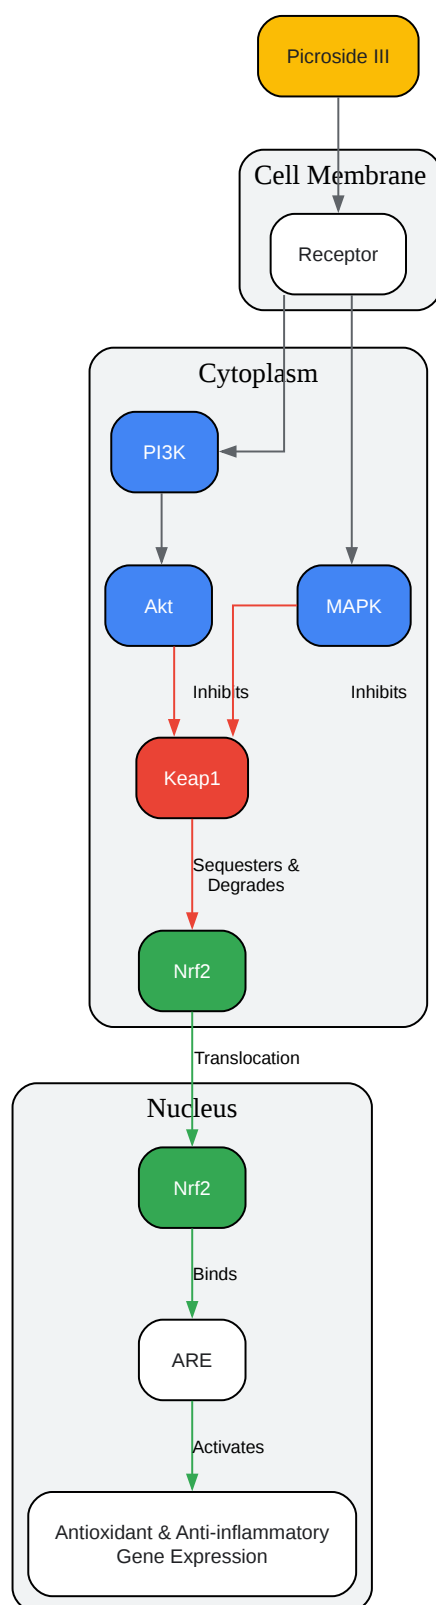 Picroside III
Cell Membrane
Receptor
Cytoplasm
PI3K
Akt
MAPK
Inhibits
Inhibits
Keap1
Sequesters &
Degrades
Nrf2
Translocation
Nucleus
Nrf2
Binds
ARE
Activates
Antioxidant & Anti-inflammatory
Gene Expression